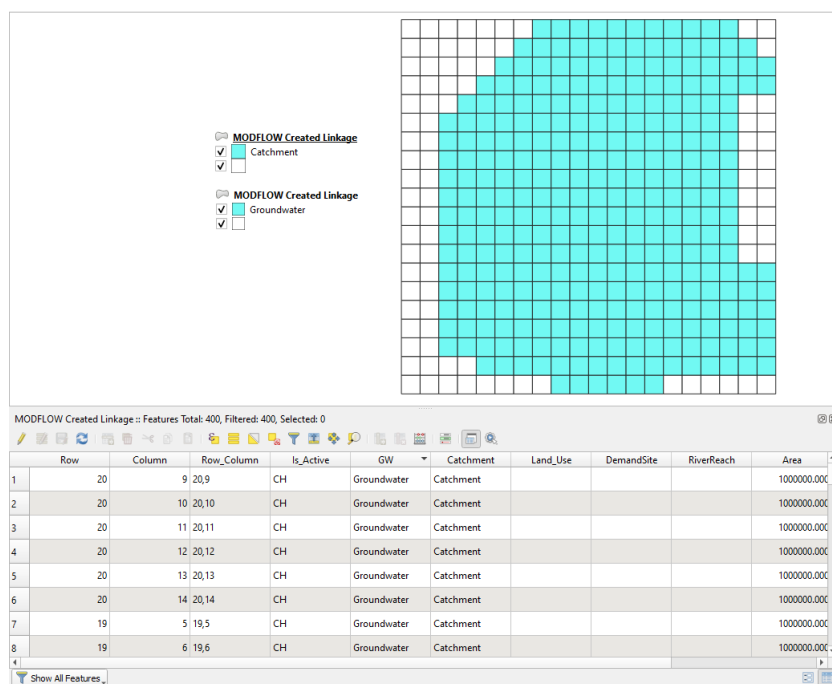 MODFLOW Created Linkage
Catchment
MODFLOW Created Linkage
Groundwater
MODFLOW Created Linkage :: Features Total: 400, Filtered: 400, Selected: 0
Row Column Row_Column Is_Active GW Catchment Land_Use DemandSite RiverReach Area
1 20 9 20,9 CH Groundwater Catchment 1000000.000
2 20 10 20,10 CH Groundwater Catchment 1000000.000
3 20 11 20,11 CH Groundwater Catchment 1000000.000
4 20 12 20,12 CH Groundwater Catchment 1000000.000
5 20 13 20,13 CH Groundwater Catchment 1000000.000
6 20 14 20,14 CH Groundwater Catchment 1000000.000
7 19 5 19,5 CH Groundwater Catchment 1000000.000
8 19 6 19,6 CH Groundwater Catchment 1000000.000
Show All Features